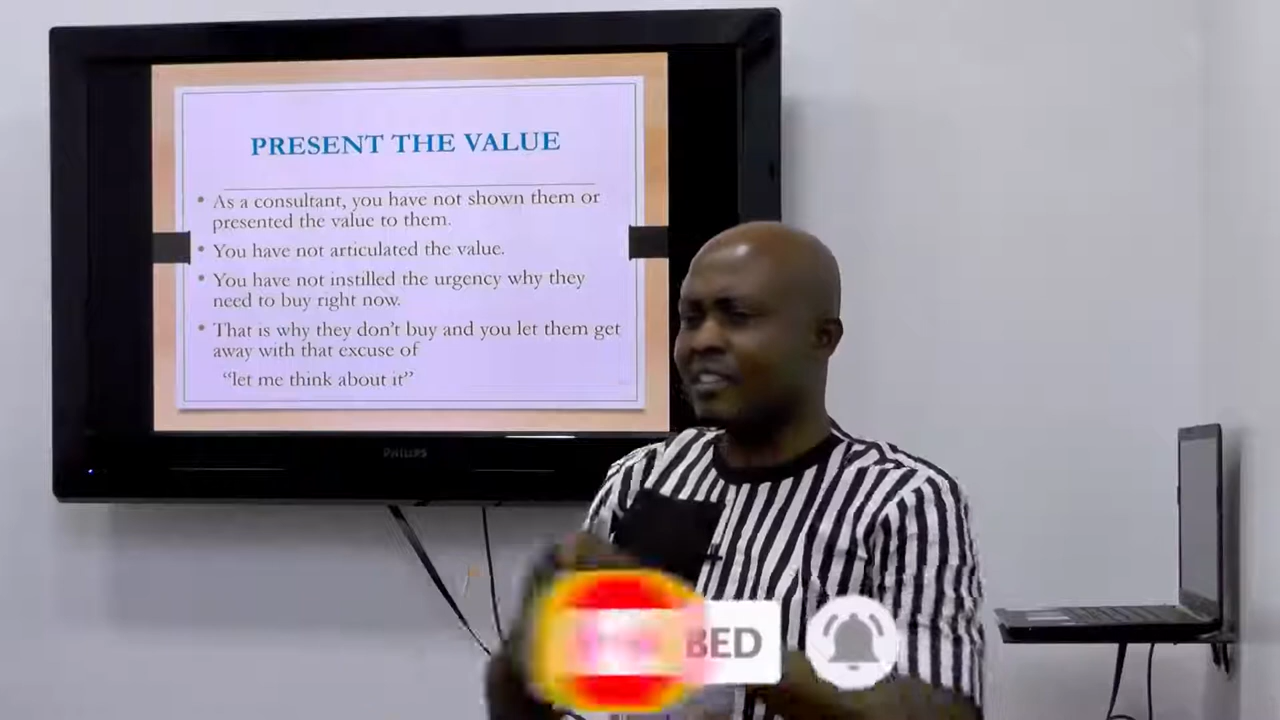 PRESENT THE VALUE
• As a consultant, you have not shown them or
presented the value to them.
• You have not articulated the value.
• You have not instilled the urgency why they
need to buy right now.
• That is why they don't buy and you let them get
away with that excuse of
“let me think about it”
PHILIPS
BED